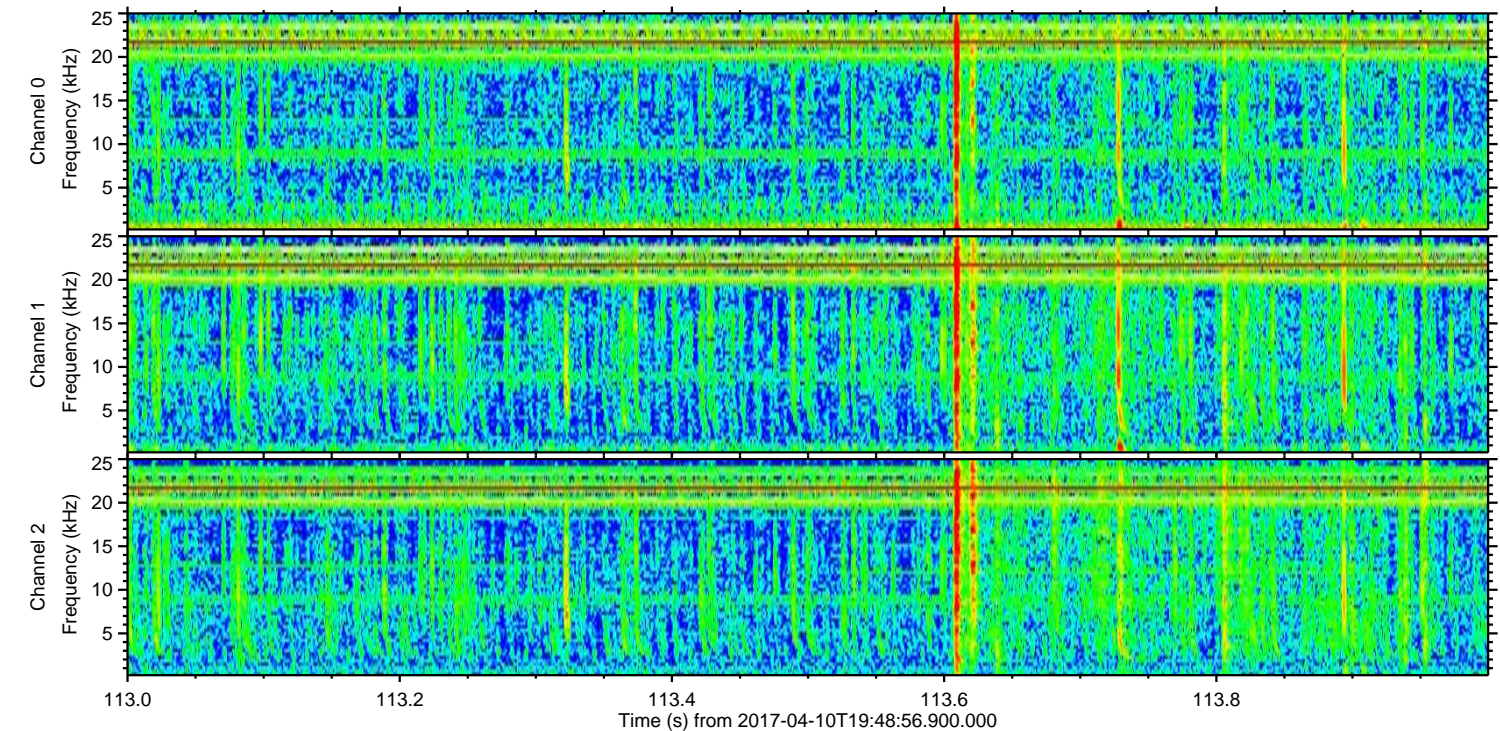 Channel 0
Frequency (kHz)
25
20
15
10
5
Channel 1
Frequency (kHz)
25
20
15
10
5
Channel 2
Frequency (kHz)
25
20
15
10
5
113.0 113.2 113.4 113.6 113.8
Time (s) from 2017-04-10T19:48:56.900.000